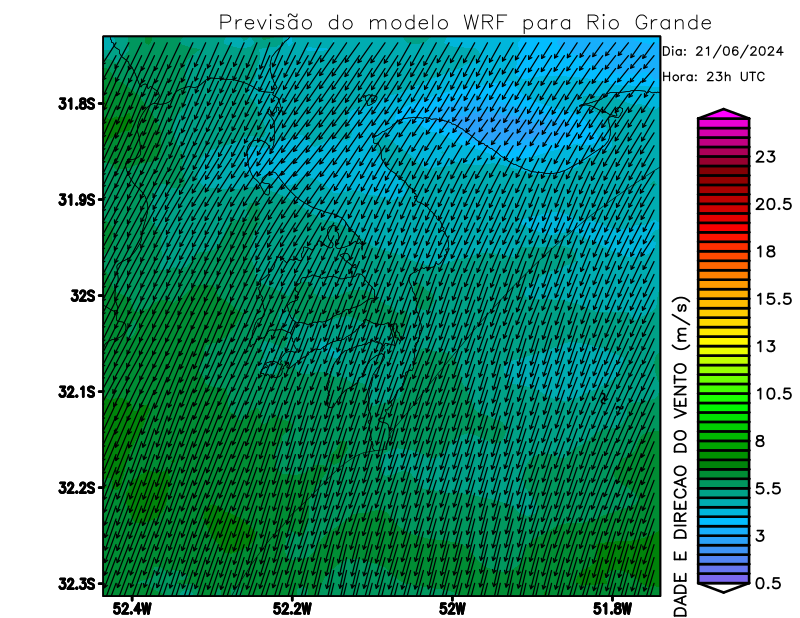 Previsão do modelo WRF para Rio Grande
Dia: 21/06/2024
Hora: 23h UTC
31.8S
31.9S
32S
32.1S
32.2S
32.3S
52.4W
52.2W
52W
51.8W
23
20.5
18
15.5
13
10.5
8
5.5
3
0.5
DADE E DIRECAO DO VENTO (m/s)